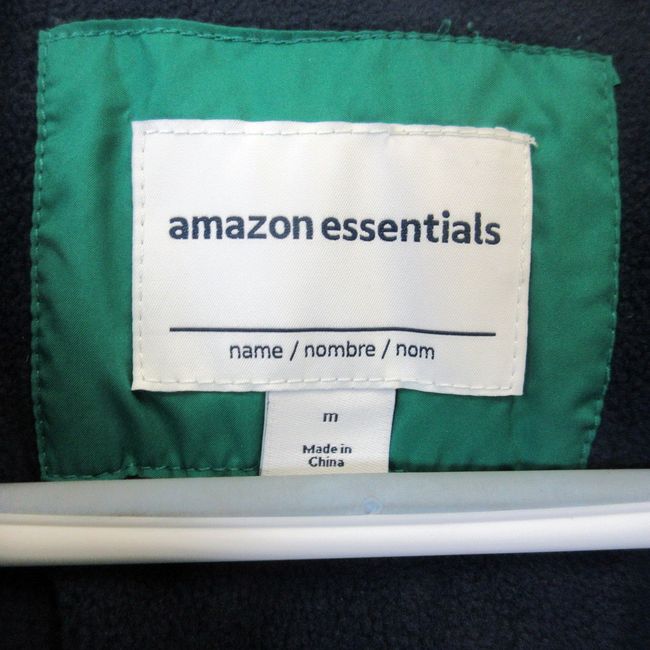 amazon essentials
name / nombre / nom
m
Made in
China